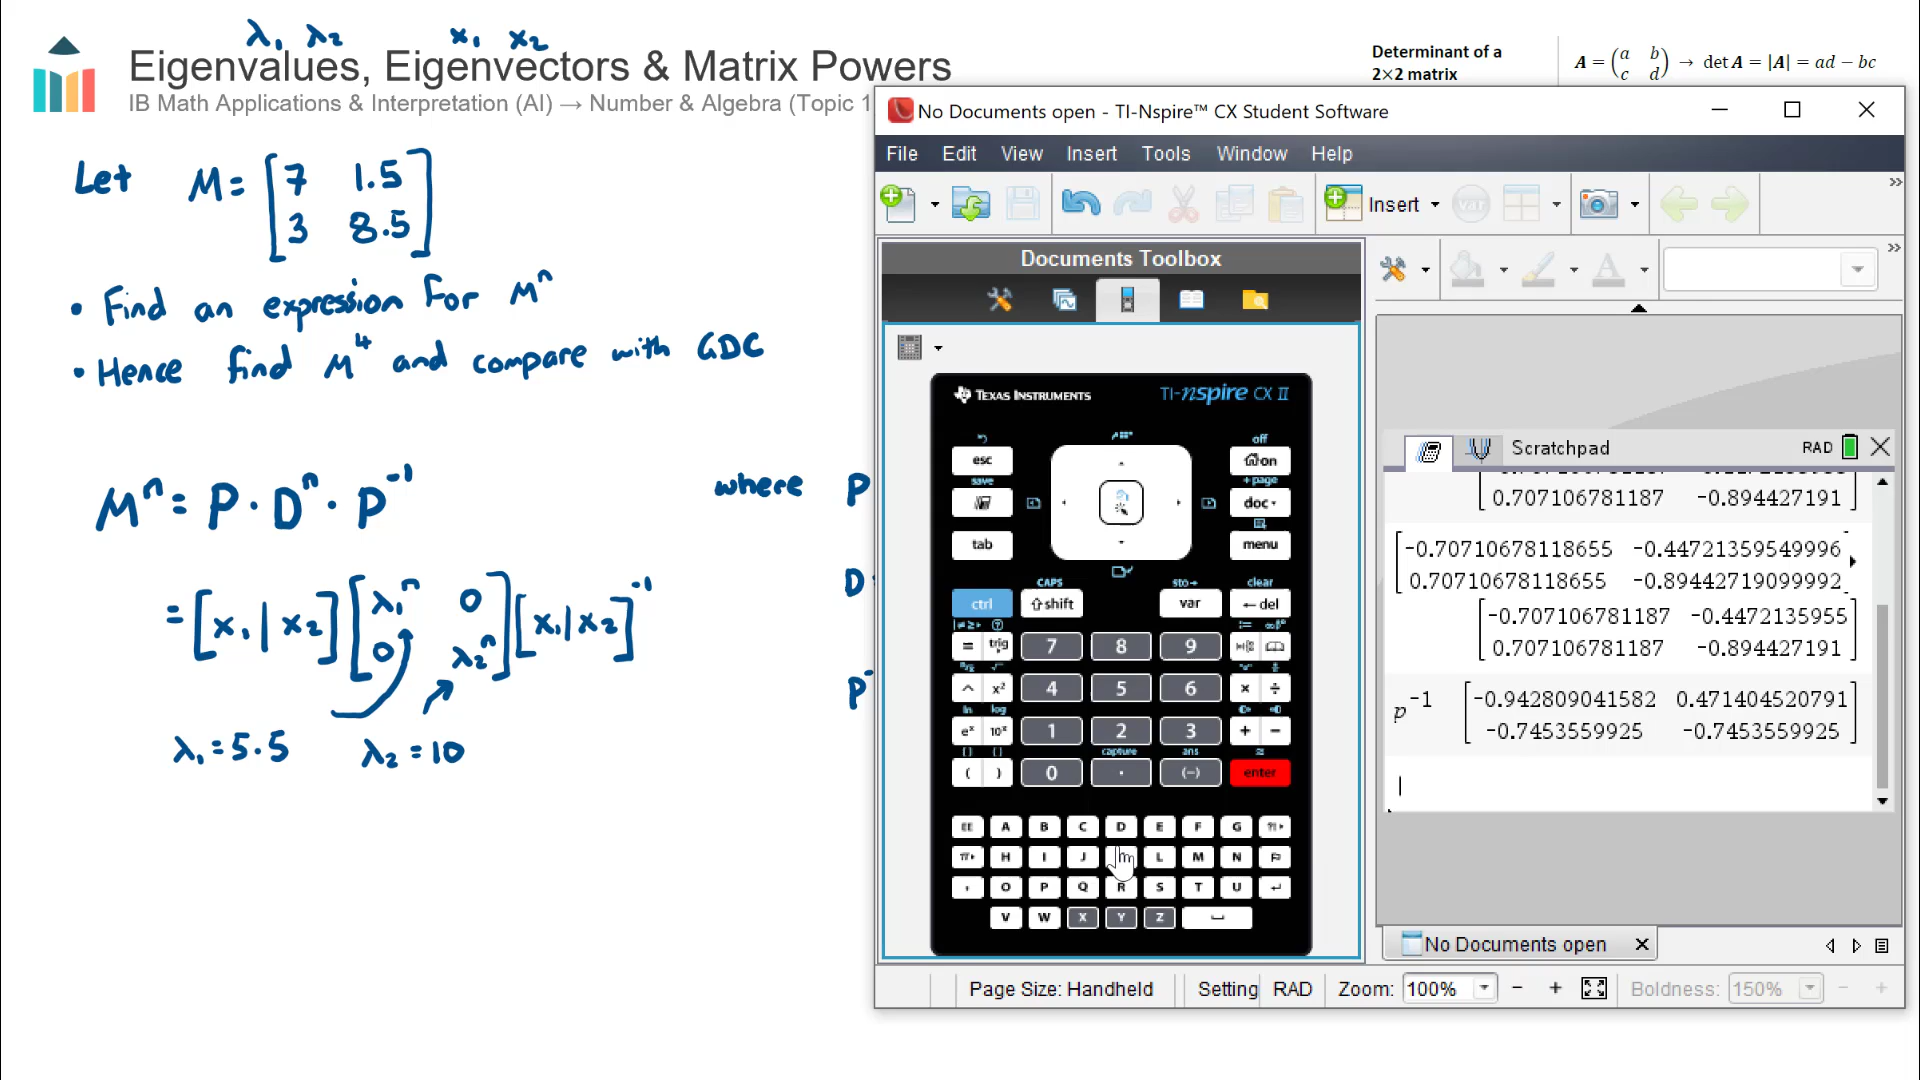 λ₁ λ₂ x₁ x₂
Eigenvalues, Eigenvectors & Matrix Powers
IB Math Applications & Interpretation (AI) → Number & Algebra (Topic 1
Determinant of a
2×2 matrix
A = (a b
c d) → det A = |A| = ad − bc
Let M = [7 1.5
3 8.5]
• Find an expression for Mⁿ
• Hence find M⁴ and compare with GDC
Mⁿ = P · Dⁿ · P⁻¹
where P
= [x₁ | x₂] [λ₁ⁿ 0
0 λ₂ⁿ] [x₁ | x₂]⁻¹
D
P⁻
λ₁ = 5.5 λ₂ = 10
No Documents open - TI-Nspire™ CX Student Software
File Edit View Insert Tools Window Help
Insert
var
Documents Toolbox
A
TEXAS INSTRUMENTS TI-nspire CX II
off
esc on
save +page
doc
tab menu
CAPS sto→ clear
ctrl shift var del
= trig 7 8 9
^ x² 4 5 6 × ÷
ln log
eˣ 10ˣ 1 2 3 + −
capture ans
( ) 0 . (−) enter
EE A B C D E F G ?!
π H I J L M N
, O P Q R S T U
V W X Y Z
Scratchpad RAD
[0.707106781187 -0.894427191]
[-0.70710678118655 -0.44721359549996
0.70710678118655 -0.89442719099992
[-0.707106781187 -0.4472135955
0.707106781187 -0.894427191]
p⁻¹ [-0.942809041582 0.471404520791
-0.7453559925 -0.7453559925]
No Documents open
Page Size: Handheld Setting RAD Zoom: 100% − + Boldness: 150% − +